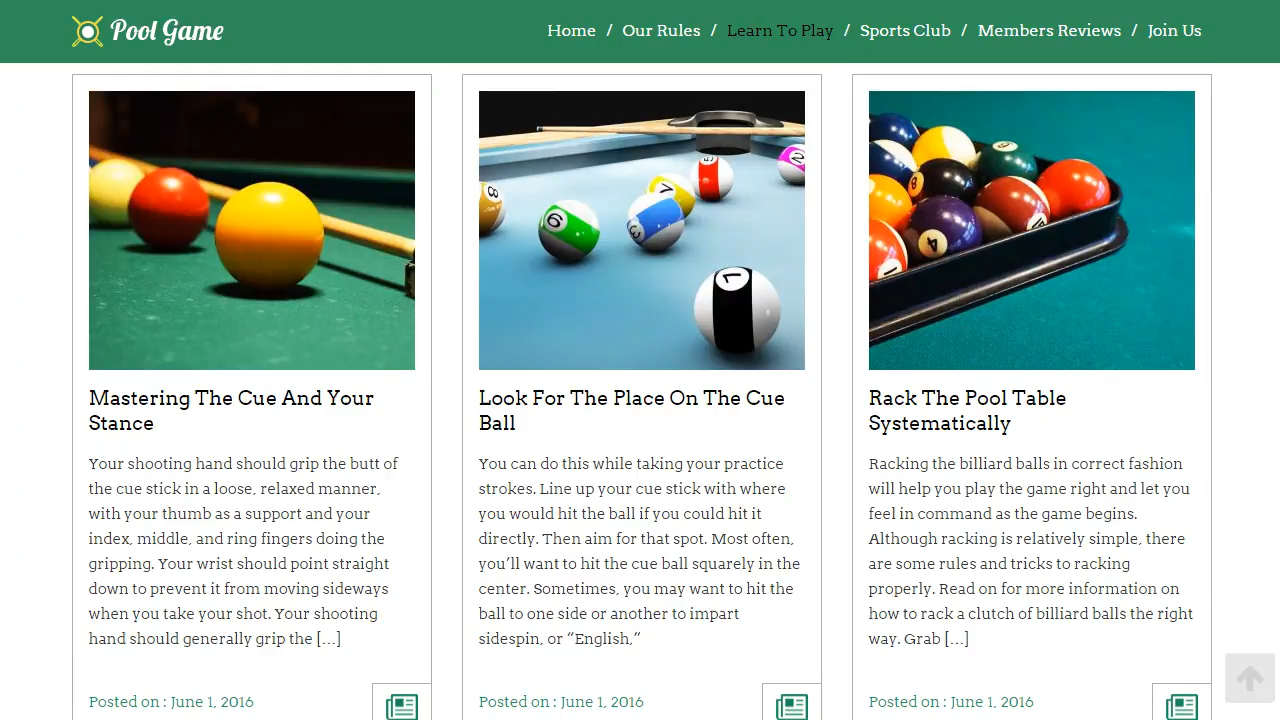 Pool Game
Home / Our Rules / Learn To Play / Sports Club / Members Reviews / Join Us
Mastering The Cue And Your
Stance
Your shooting hand should grip the butt of
the cue stick in a loose, relaxed manner,
with your thumb as a support and your
index, middle, and ring fingers doing the
gripping. Your wrist should point straight
down to prevent it from moving sideways
when you take your shot. Your shooting
hand should generally grip the [...]
Posted on : June 1, 2016
Look For The Place On The Cue
Ball
You can do this while taking your practice
strokes. Line up your cue stick with where
you would hit the ball if you could hit it
directly. Then aim for that spot. Most often,
you’ll want to hit the cue ball squarely in the
center. Sometimes, you may want to hit the
ball to one side or another to impart
sidespin, or “English,”
Posted on : June 1, 2016
Rack The Pool Table
Systematically
Racking the billiard balls in correct fashion
will help you play the game right and let you
feel in command as the game begins.
Although racking is relatively simple, there
are some rules and tricks to racking
properly. Read on for more information on
how to rack a clutch of billiard balls the right
way. Grab [...]
Posted on : June 1, 2016